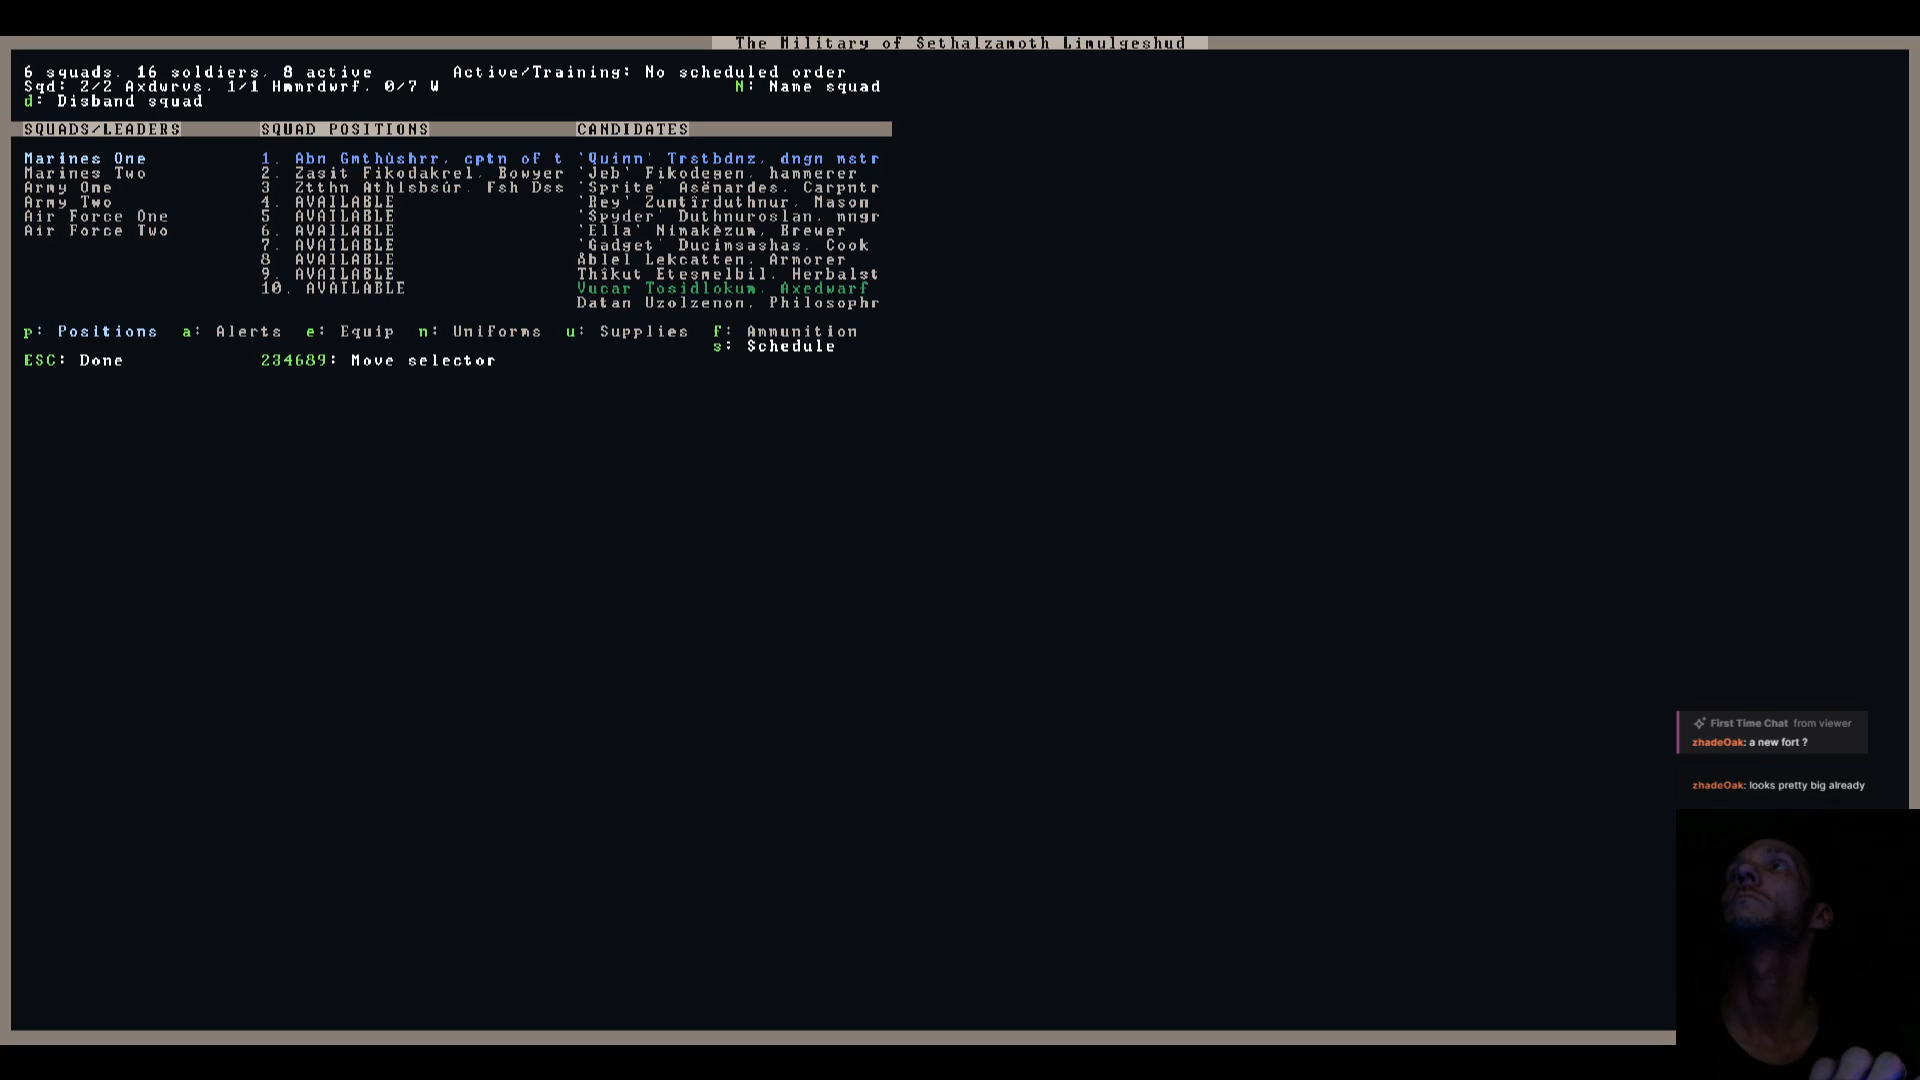 The Military of Sethalzamoth Limulgeshud
6 squads. 16 soldiers. 8 active Active/Training: No scheduled order
Sqd: 2/2 Axdwrvs. 1/1 Hmmrdwrf. 0/7 W N: Name squad
d: Disband squad
SQUADS/LEADERS SQUAD POSITIONS CANDIDATES
Marines One 1. Abn Gmthùshrr, cptn of t `Quinn' Trstbdnz, dngn mstr
Marines Two 2. Zasit Fikodakrel, Bowyer `Jeb' Fikodegen, hammerer
Army One 3 Ztthn Athlsbsúr. Fsh Dss `Sprite' Asënardes. Carpntr
Army Two 4. AVAILABLE `Rey' Zuntîrduthnur. Mason
Air Force One 5 AVAILABLE `Spyder' Duthnuroslan. mngr
Air Force Two 6. AVAILABLE `Ella' Nimakèzum, Brewer
7. AVAILABLE `Gadget' Ducimsashas. Cook
8 AVAILABLE Åblel Lekcatten. Armorer
9. AVAILABLE Thîkut Etesmelbil. Herbalst
10. AVAILABLE Vucar Tosidlokum. Axedwarf
Datan Uzolzenon. Philosophr
p: Positions a: Alerts e: Equip n: Uniforms u: Supplies f: Ammunition
s: Schedule
ESC: Done 234689: Move selector
First Time Chat from viewer
zhadeOak: a new fort ?
zhadeOak: looks pretty big already